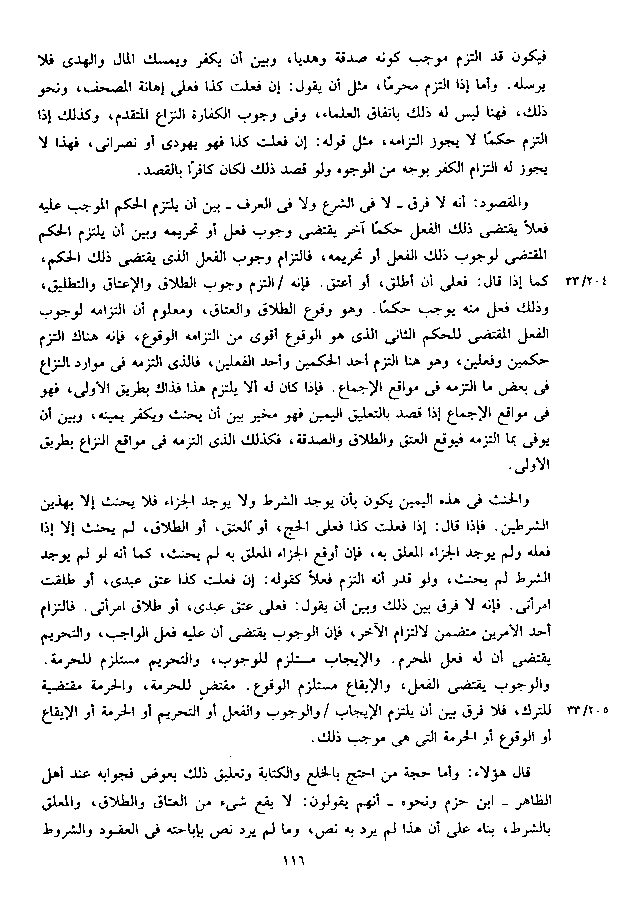 فيكون قد التزم موجب كونه صدقة وهديا، وبين أن يكفر ويمسك المال والهدى فلا
يرسله. وأما إذا التزم محرمًا، مثل أن يقول: إن فعلت كذا فعلى إهانة المصحف، ونحو
ذلك، فهنا ليس له ذلك باتفاق العلماء، وفى وجوب الكفارة النزاع المتقدم، وكذلك إذا
التزم حكمًا لا يجوز التزامه، مثل قوله: إن فعلت كذا فهو يهودى أو نصرانى، فهذا لا
يجوز له التزام الكفر بوجه من الوجوه ولو قصد ذلك لكان كافرًا بالقصد.
والمقصود: أنه لا فرق ـ لا فى الشرع ولا فى العرف ـ بين أن يلتزم الحكم الموجب عليه
فعلاً يقتضى ذلك الفعل حكمًا آخر يقتضى وجوب فعل أو تحريمه وبين أن يلتزم الحكم
المقتضى لوجوب ذلك الفعل أو تحريمه، فالتزام وجوب الفعل الذى يقتضى ذلك الحكم،
٣٣/٢٠٤ كما إذا قال: فعلى أن أطلق، أو أعتق. فإنه /التزم وجوب الطلاق والإعتاق والتطليق،
وذلك فعل منه يوجب حكمًا. وهو وقوع الطلاق والعتاق، ومعلوم أن التزامه لوجوب
الفعل المقتضى للحكم الثانى الذى هو الوقوع أقوى من التزامه الوقوع، فإنه هناك التزم
حكمين وفعلين، وهو هنا التزم أحد الحكمين وأحد الفعلين، فالذى التزمه فى موارد النزاع
فى بعض ما التزمه فى مواقع الإجماع. فإذا كان له ألا يلتزم هذا فذاك بطريق الأولى، فهو
فى مواقع الإجماع إذا قصد بالتعليق اليمين فهو مخير بين أن يحنث ويكفر يمينه، وبين أن
يوفى بما التزمه فيوقع العتق والطلاق والصدقة، فكذلك الذى التزمه فى مواقع النزاع بطريق
الأولى.
والحنث فى هذه اليمين يكون بأن يوجد الشرط ولا يوجد الجزاء فلا يحنث إلا بهذين
الشرطين. فإذا قال: إذا فعلت كذا فعلى الحج، أو العتق، أو الطلاق، لم يحنث إلا إذا
فعله ولم يوجد الجزاء المعلق به، فإن أوقع الجزاء المعلق به لم يحنث، كما أنه لو لم يوجد
الشرط لم يحنث، ولو قدر أنه التزم فعلاً كقوله: إن فعلت كذا عتق عبدى، أو طلقت
امرأتى. فإنه لا فرق بين ذلك وبين أن يقول: فعلى عتق عبدى، أو طلاق امرأتى. فالتزام
أحد الأمرين متضمن لالتزام الآخر، فإن الوجوب يقتضى أن عليه فعل الواجب، والتحريم
يقتضى أن له فعل المحرم. والإيجاب مستلزم للوجوب، والتحريم مستلزم للحرمة.
والوجوب يقتضى الفعل، والإيقاع مستلزم الوقوع. مقتضٍ للحرمة، والحرمة مقتضية
٣٣/٢٠٥ للترك، فلا فرق بين أن يلتزم الإيجاب /والوجوب والفعل أو التحريم أو الحرمة أو الإيقاع
أو الوقوع أو الحرمة التى هى موجب ذلك.
قال هؤلاء: وأما حجة من احتج بالخلع والكتابة وتعليق ذلك بعوض فجوابه عند أهل
الظاهر ـ ابن حزم ونحوه ـ أنهم يقولون: لا يقع شىء من العتاق والطلاق، والمعلق
بالشرط، بناء على أن هذا لم يرد به نص، وما لم يرد نص بإباحته فى العقود والشروط
١١٦